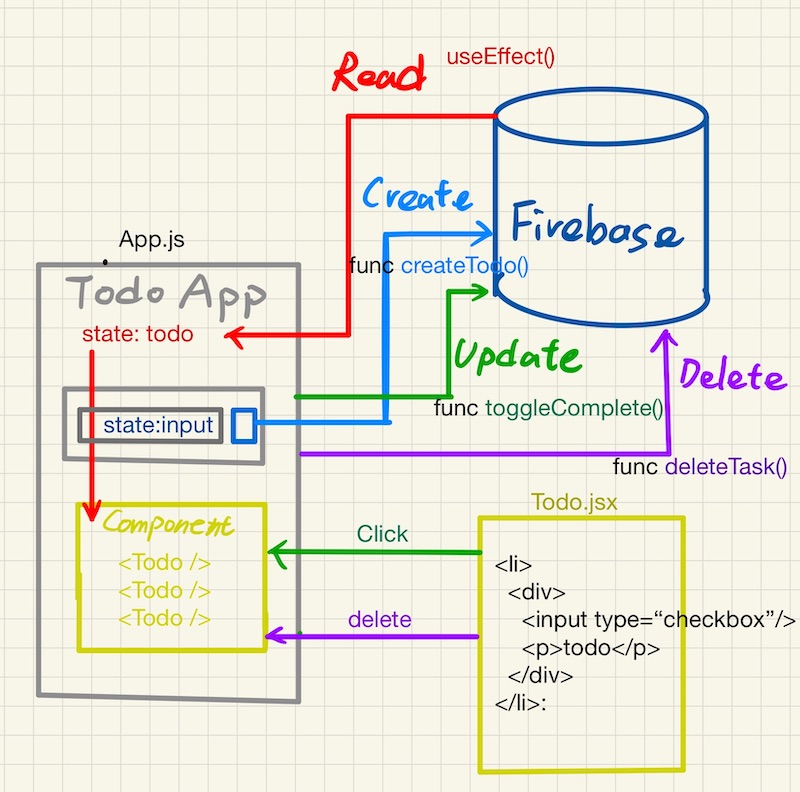 Read
useEffect()
Create
Firebase
App.js
func createTodo()
Todo App
state: todo
Update
Delete
func toggleComplete()
state:input
func deleteTask()
Todo.jsx
Component
<Todo />
<Todo />
<Todo />
Click
delete
<li>
<div>
<input type=“checkbox”/>
<p>todo</p>
</div>
</li>: